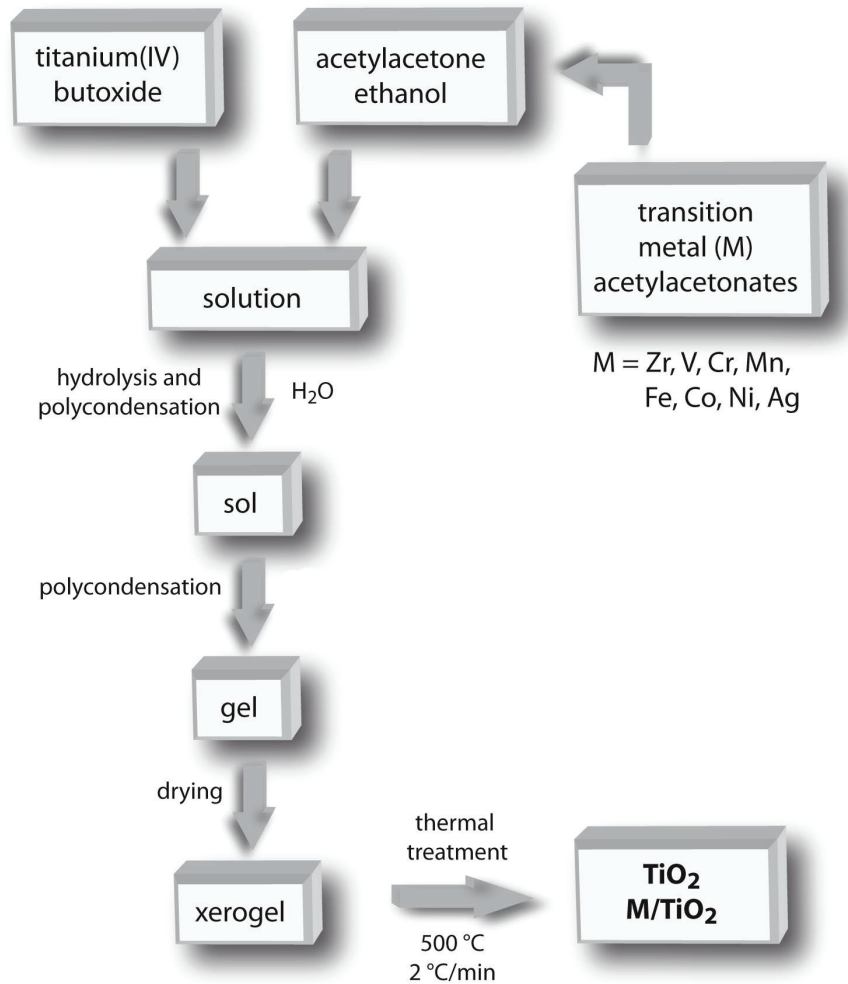 titanium(IV)
butoxide
acetylacetone
ethanol
transition
metal (M)
acetylacetonates
M = Zr, V, Cr, Mn,
Fe, Co, Ni, Ag
solution
hydrolysis and
polycondensation
H₂O
sol
polycondensation
gel
drying
xerogel
thermal
treatment
500 °C
2 °C/min
TiO₂
M/TiO₂